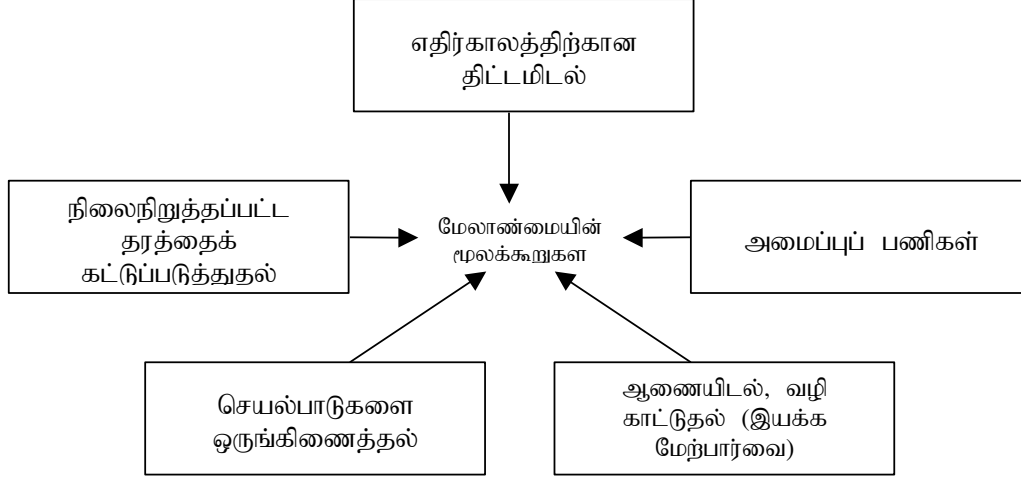 எதிர்காலத்திற்கான
திட்டமிடல்
நிலைநிறுத்தப்பட்ட
தரத்தைக்
கட்டுப்படுத்துதல்
மேலாண்மையின்
மூலக்கூறுகள
அமைப்புப் பணிகள்
செயல்பாடுகளை
ஒருங்கிணைத்தல்
ஆணையிடல், வழி
காட்டுதல் (இயக்க
மேற்பார்வை)